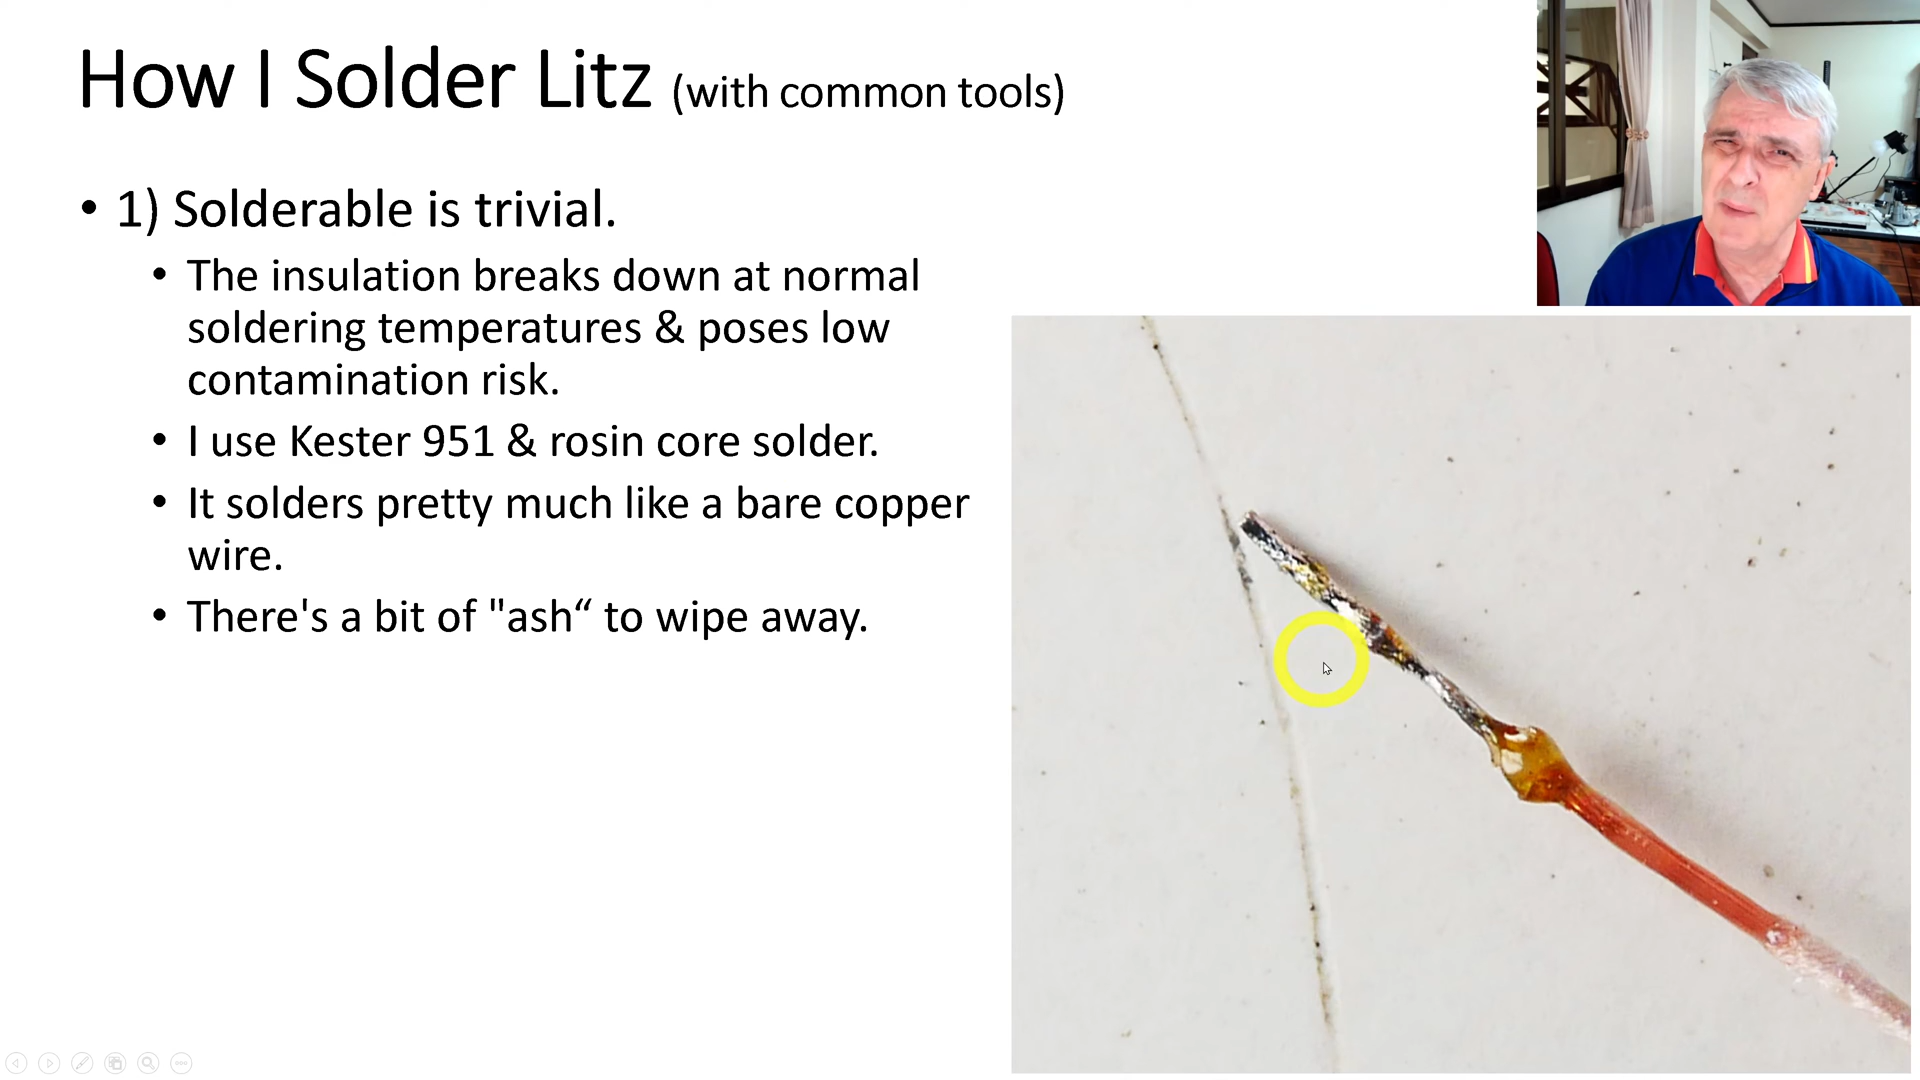 How I Solder Litz (with common tools)
• 1) Solderable is trivial.
• The insulation breaks down at normal
soldering temperatures & poses low
contamination risk.
• I use Kester 951 & rosin core solder.
• It solders pretty much like a bare copper
wire.
• There's a bit of "ash“ to wipe away.